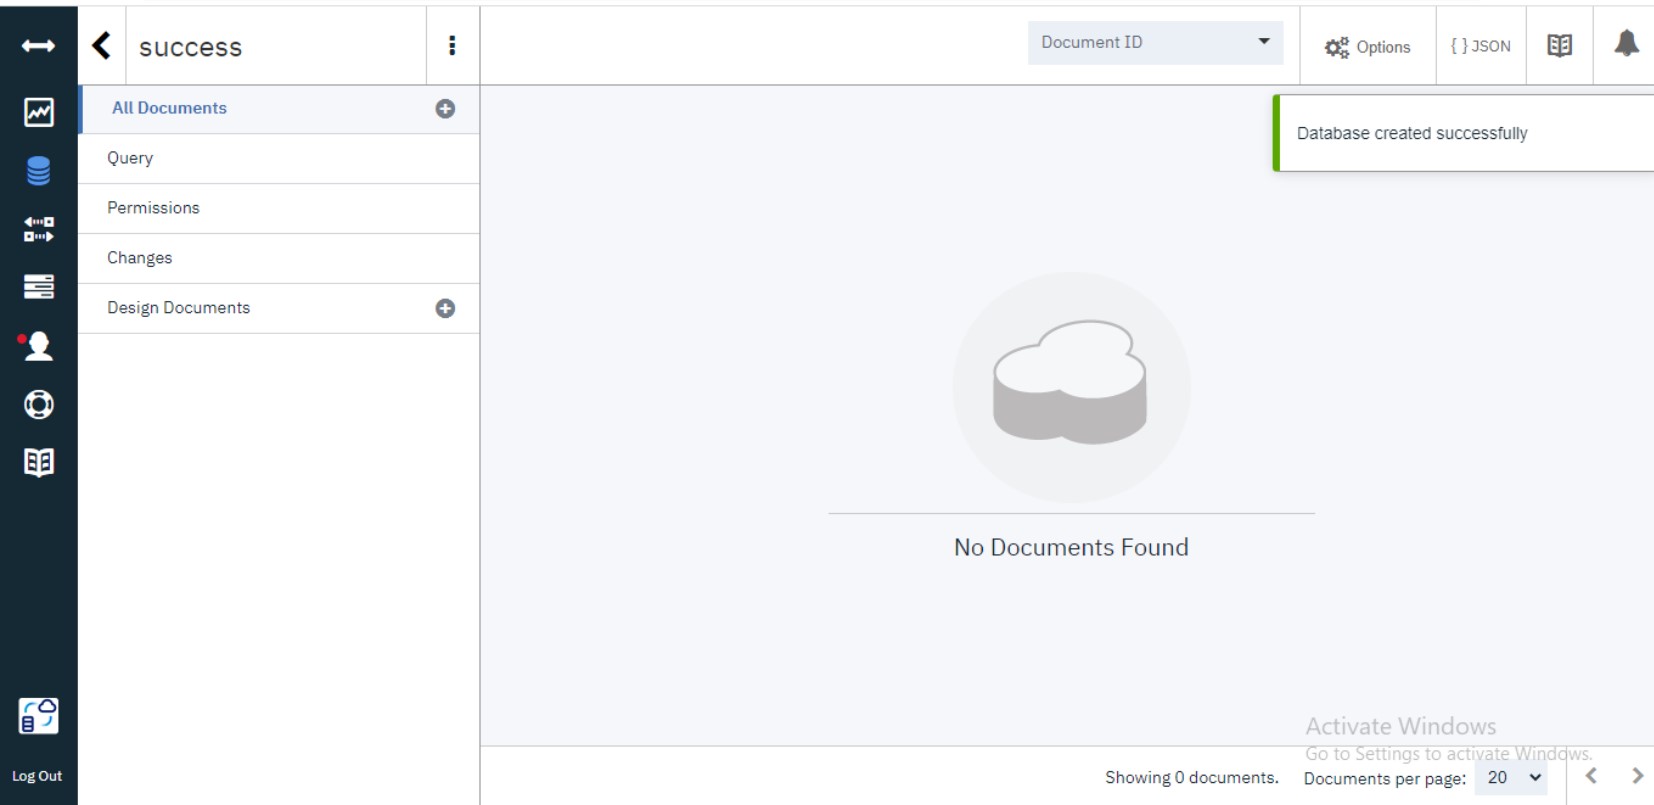 success
Document ID
Options
{ } JSON
All Documents
Query
Permissions
Changes
Design Documents
Database created successfully
No Documents Found
Activate Windows
Go to Settings to activate Windows.
Showing 0 documents.
Documents per page:
20
Log Out